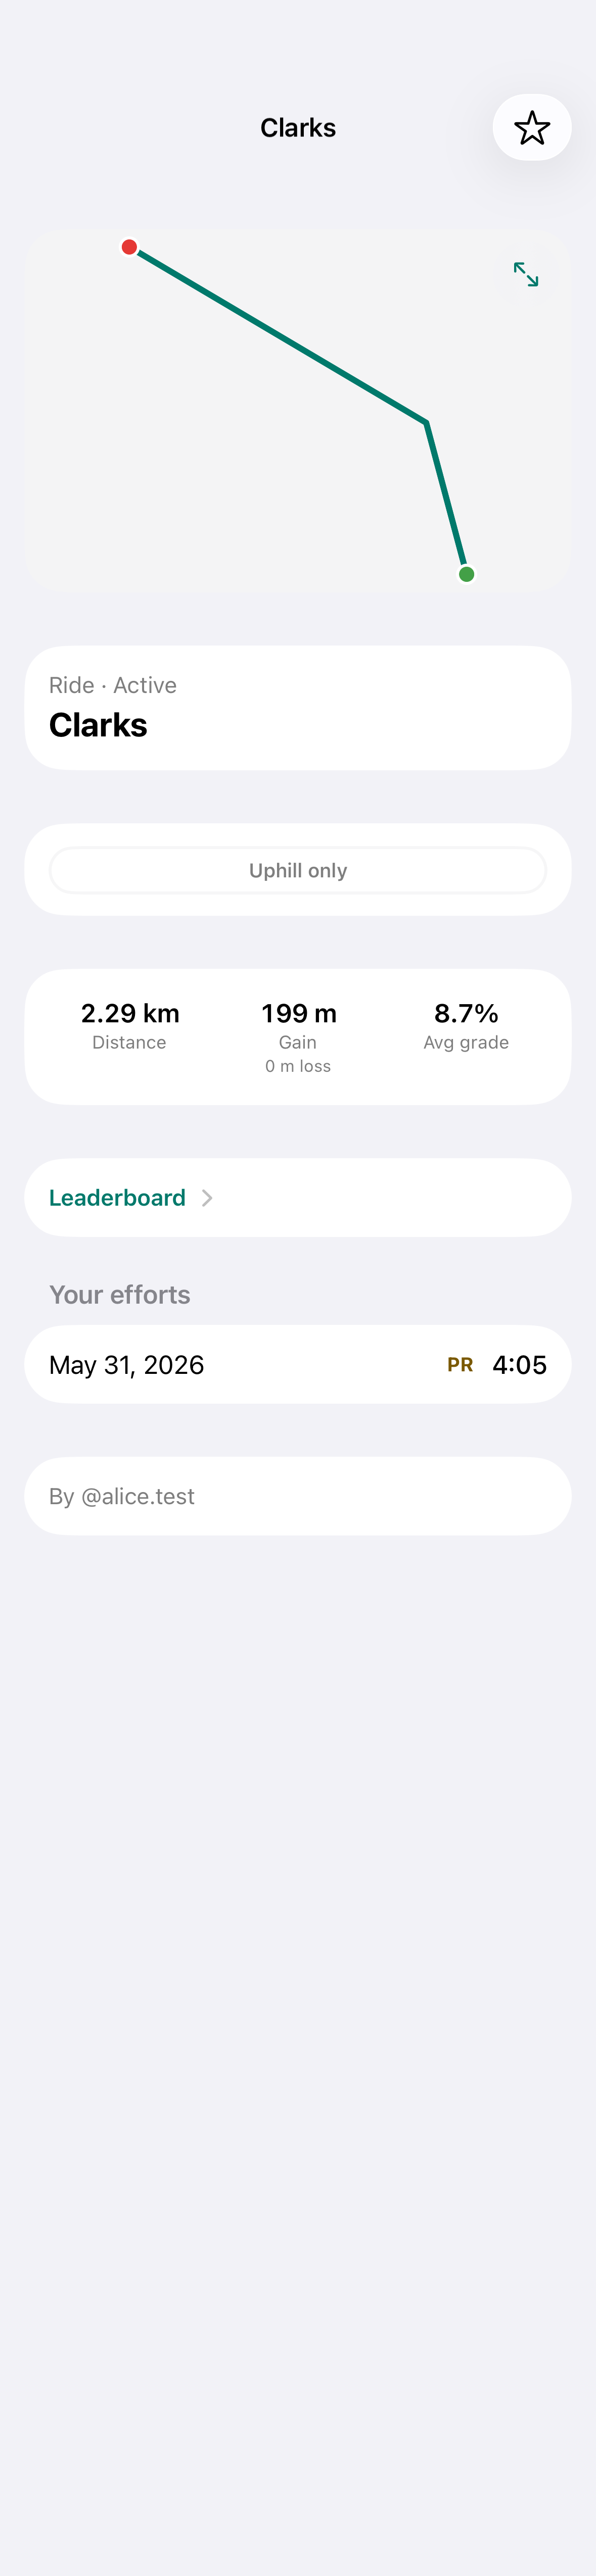 Clarks
Ride · Active
Clarks
Uphill only
2.29 km
Distance
199 m
Gain
0 m loss
8.7%
Avg grade
Leaderboard
Your efforts
May 31, 2026 PR 4:05
By @alice.test